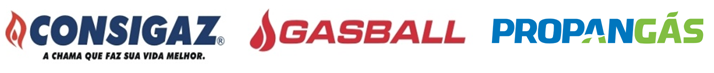 CONSIGAZ® GASBALL PROPANGÁS
A CHAMA QUE FAZ SUA VIDA MELHOR.